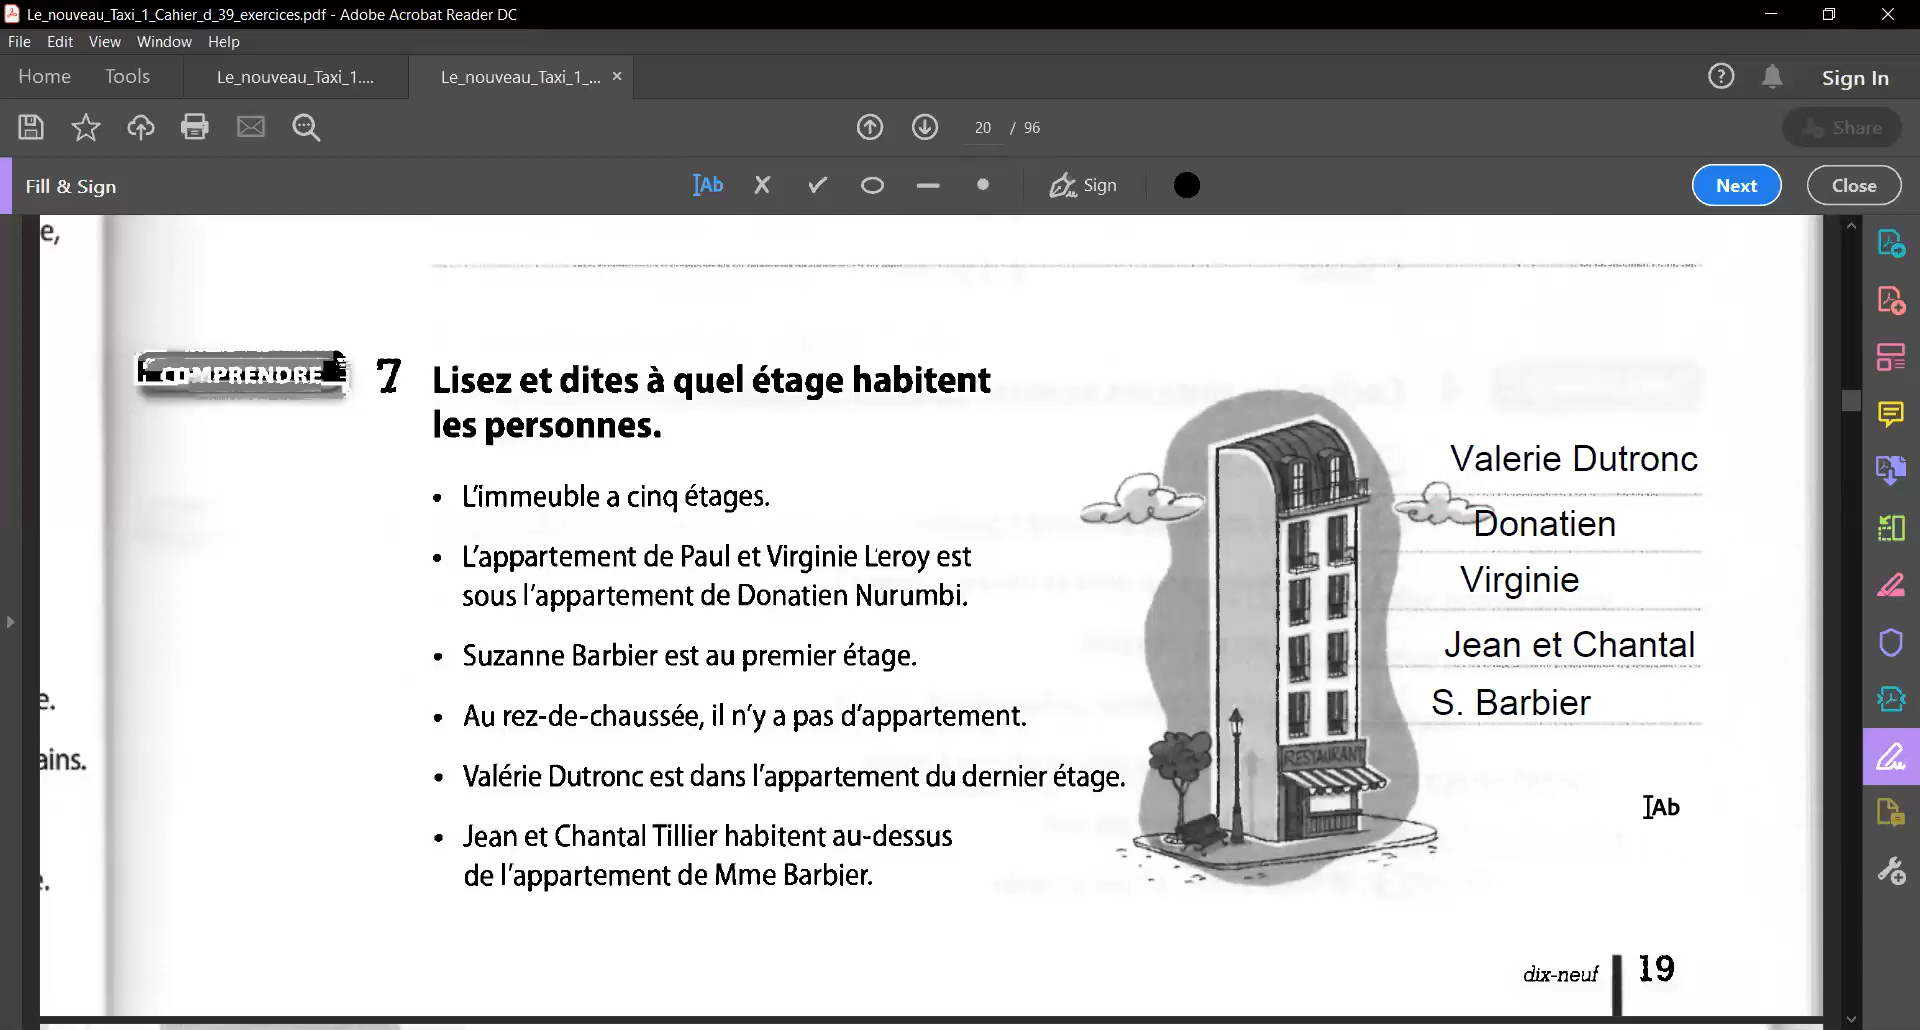 Le_nouveau_Taxi_1_Cahier_d_39_exercices.pdf - Adobe Acrobat Reader DC
File Edit View Window Help
Home Tools Le_nouveau_Taxi_1.... Le_nouveau_Taxi_1_... × ? Sign In
20 / 96 Share
Fill & Sign Ab Sign Next Close
e,
COMPRENDRE 7 Lisez et dites à quel étage habitent
les personnes.
• L'immeuble a cinq étages.
• L'appartement de Paul et Virginie Leroy est
sous l'appartement de Donatien Nurumbi.
• Suzanne Barbier est au premier étage.
• Au rez-de-chaussée, il n'y a pas d'appartement.
• Valérie Dutronc est dans l'appartement du dernier étage.
• Jean et Chantal Tillier habitent au-dessus
de l'appartement de Mme Barbier.
Valerie Dutronc
Donatien
Virginie
Jean et Chantal
S. Barbier
RESTAURANT
Ab
e.
ains.
e.
dix-neuf 19